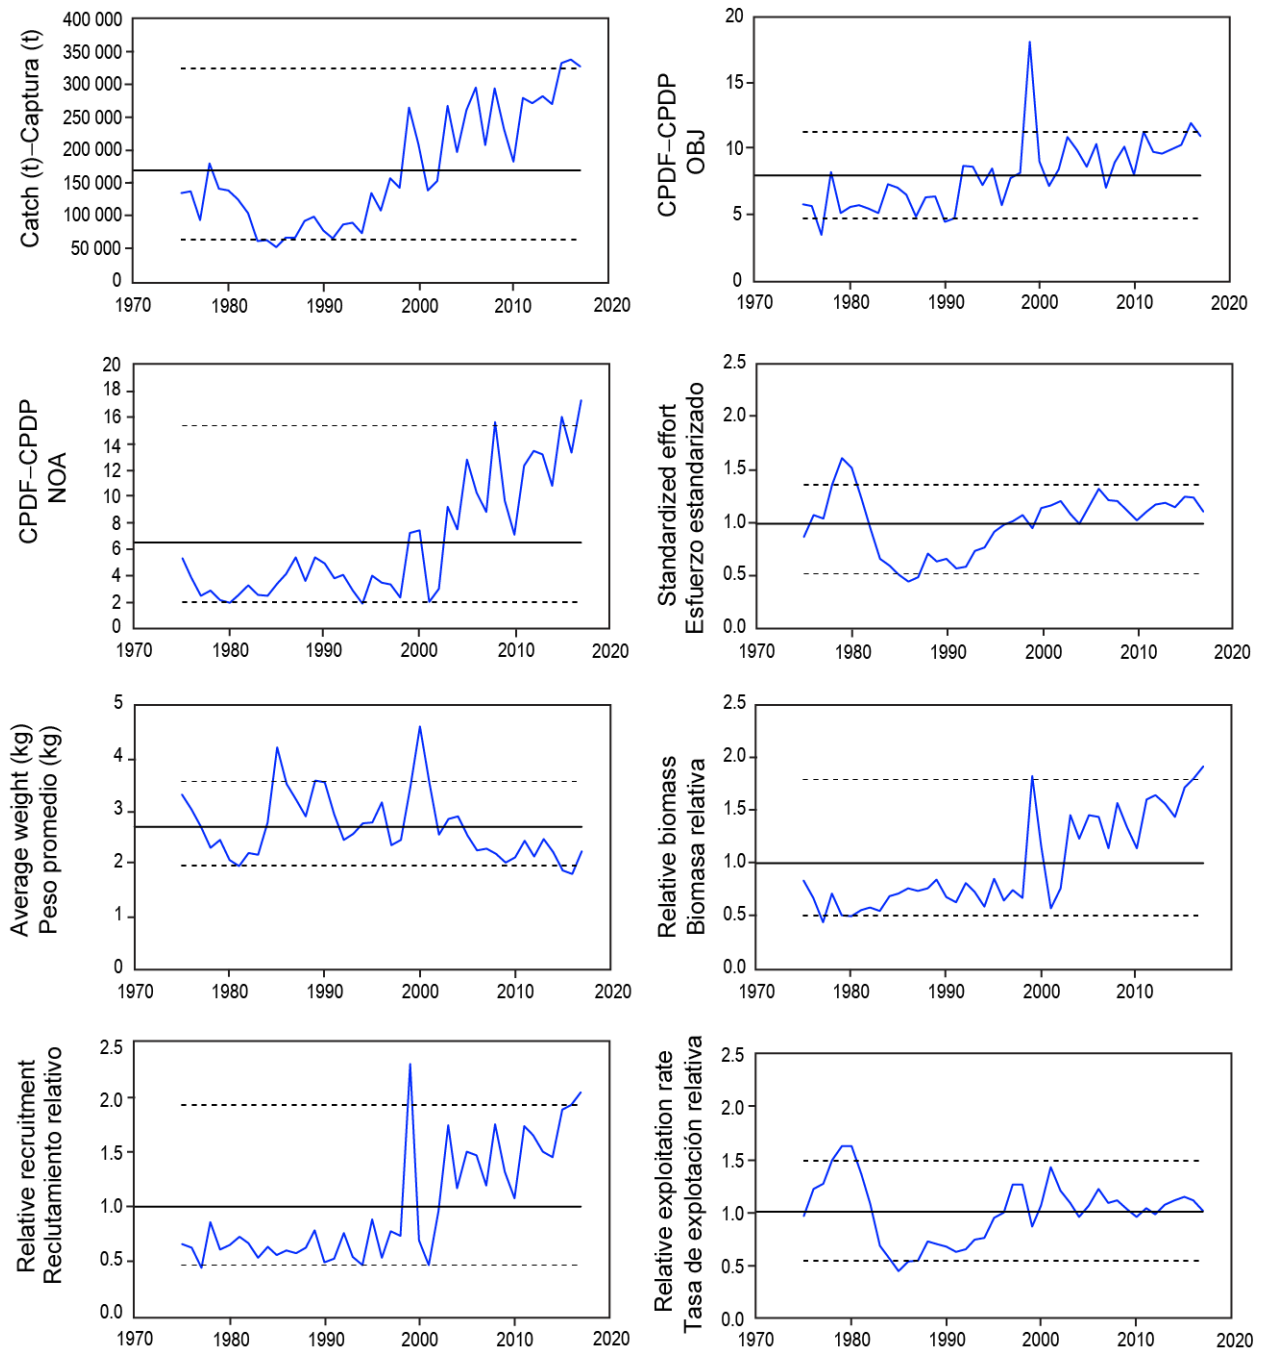 Catch (t)–Captura (t)
400 000
350 000
300 000
250 000
200 000
150 000
100 000
50 000
0
1970 1980 1990 2000 2010 2020
CPDF–CPDP
OBJ
20
15
10
5
0
1970 1980 1990 2000 2010 2020
CPDF–CPDP
NOA
20
18
16
14
12
10
8
6
4
2
0
1970 1980 1990 2000 2010 2020
Standardized effort
Esfuerzo estandarizado
2.5
2.0
1.5
1.0
0.5
0.0
1970 1980 1990 2000 2010 2020
Average weight (kg)
Peso promedio (kg)
5
4
3
2
1
0
1970 1980 1990 2000 2010 2020
Relative biomass
Biomasa relativa
2.5
2.0
1.5
1.0
0.5
0.0
1970 1980 1990 2000 2010
Relative recruitment
Reclutamiento relativo
2.5
2.0
1.5
1.0
0.5
0.0
1970 1980 1990 2000 2010 2020
Relative exploitation rate
Tasa de explotación relativa
2.5
2.0
1.5
1.0
0.5
0.0
1970 1980 1990 2000 2010 2020